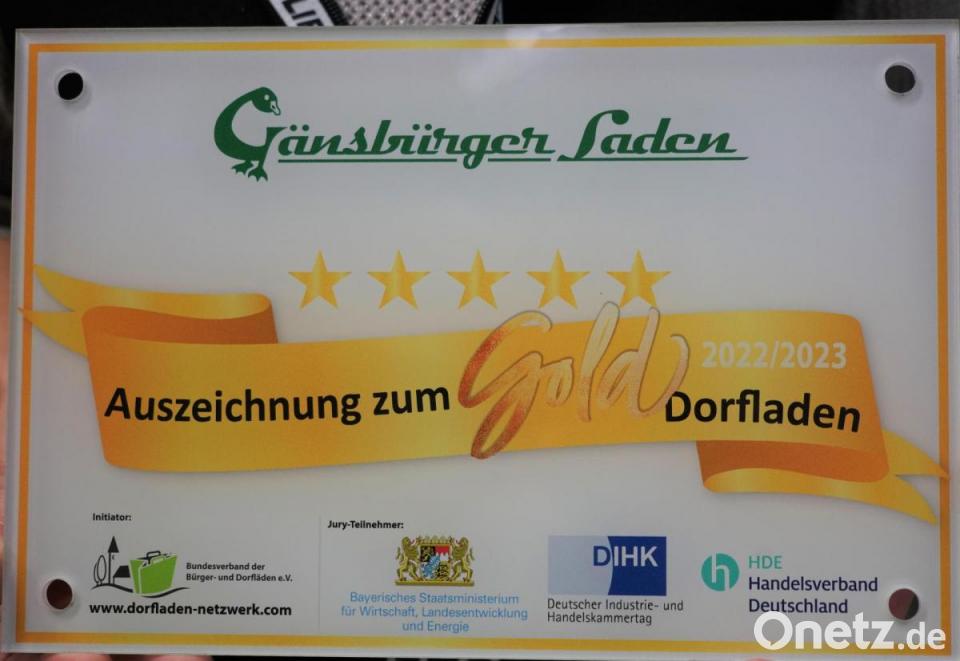 Gänsbürger Laden
2022/2023
Auszeichnung zum Gold Dorfladen
Initiator:
Bundesverband der
Bürger- und Dorfläden e.V.
www.dorfladen-netzwerk.com
Jury-Teilnehmer:
Bayerisches Staatsministerium
für Wirtschaft, Landesentwicklung
und Energie
DIHK
Deutscher Industrie- und
Handelskammertag
HDE
Handelsverband
Deutschland
Onetz.de